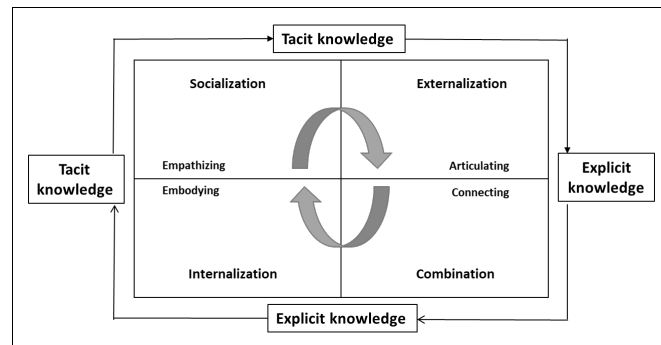 Tacit knowledge
Socialization
Externalization
Empathizing
Articulating
Tacit
knowledge
Explicit
knowledge
Embodying
Connecting
Internalization
Combination
Explicit knowledge